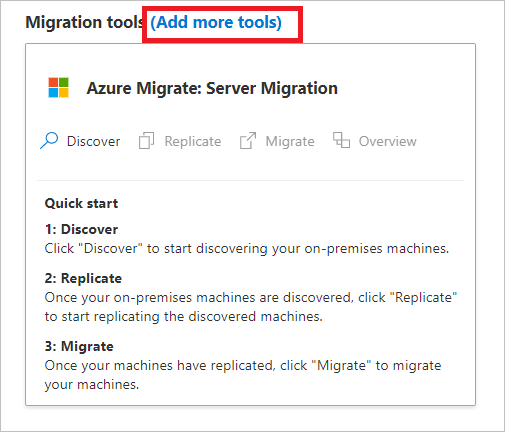 Migration tools (Add more tools)
Azure Migrate: Server Migration
Discover Replicate Migrate Overview
Quick start
1: Discover
Click "Discover" to start discovering your on-premises machines.
2: Replicate
Once your on-premises machines are discovered, click "Replicate"
to start replicating the discovered machines.
3: Migrate
Once your machines have replicated, click "Migrate" to migrate
your machines.